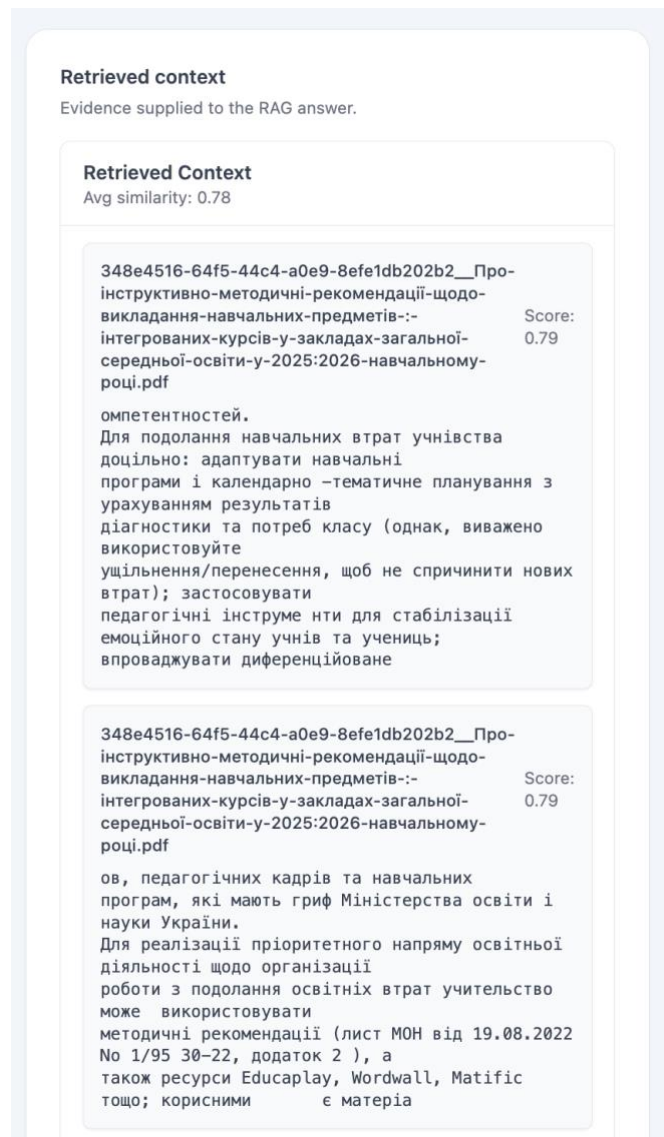 Retrieved context
Evidence supplied to the RAG answer.
Retrieved Context
Avg similarity: 0.78
348e4516-64f5-44c4-a0e9-8efe1db202b2__Про-
інструктивно-методичні-рекомендації-щодо-
викладання-навчальних-предметів-:-
інтегрованих-курсів-у-закладах-загальної-
середньої-освіти-у-2025:2026-навчальному-
році.pdf
Score:
0.79
омпетентностей.
Для подолання навчальних втрат учнівства
доцільно: адаптувати навчальні
програми і календарно –тематичне планування з
урахуванням результатів
діагностики та потреб класу (однак, виважено
використовуйте
ущільнення/перенесення, щоб не спричинити нових
втрат); застосовувати
педагогічні інструме нти для стабілізації
емоційного стану учнів та учениць;
впроваджувати диференційоване
348e4516-64f5-44c4-a0e9-8efe1db202b2__Про-
інструктивно-методичні-рекомендації-щодо-
викладання-навчальних-предметів-:-
інтегрованих-курсів-у-закладах-загальної-
середньої-освіти-у-2025:2026-навчальному-
році.pdf
Score:
0.79
ов, педагогічних кадрів та навчальних
програм, які мають гриф Міністерства освіти і
науки України.
Для реалізації пріоритетного напряму освітньої
діяльності щодо організації
роботи з подолання освітніх втрат учительство
може  використовувати
методичні рекомендації (лист МОН від 19.08.2022
No 1/95 30–22, додаток 2 ), а
також ресурси Educaplay, Wordwall, Matific
тощо; корисними       є матеріа